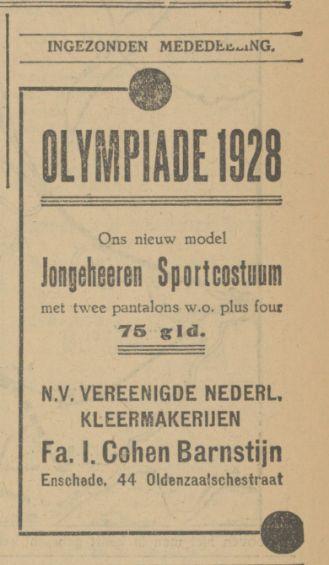 INGEZONDEN MEDEDEELING.
OLYMPIADE 1928
Ons nieuw model
Jongeheeren Sportcostuum
met twee pantalons w.o. plus four
75 gld.
N.V. VEREENIGDE NEDERL.
KLEERMAKERIJEN
Fa. I. Cohen Barnstijn
Enschede. 44 Oldenzaalschestraat